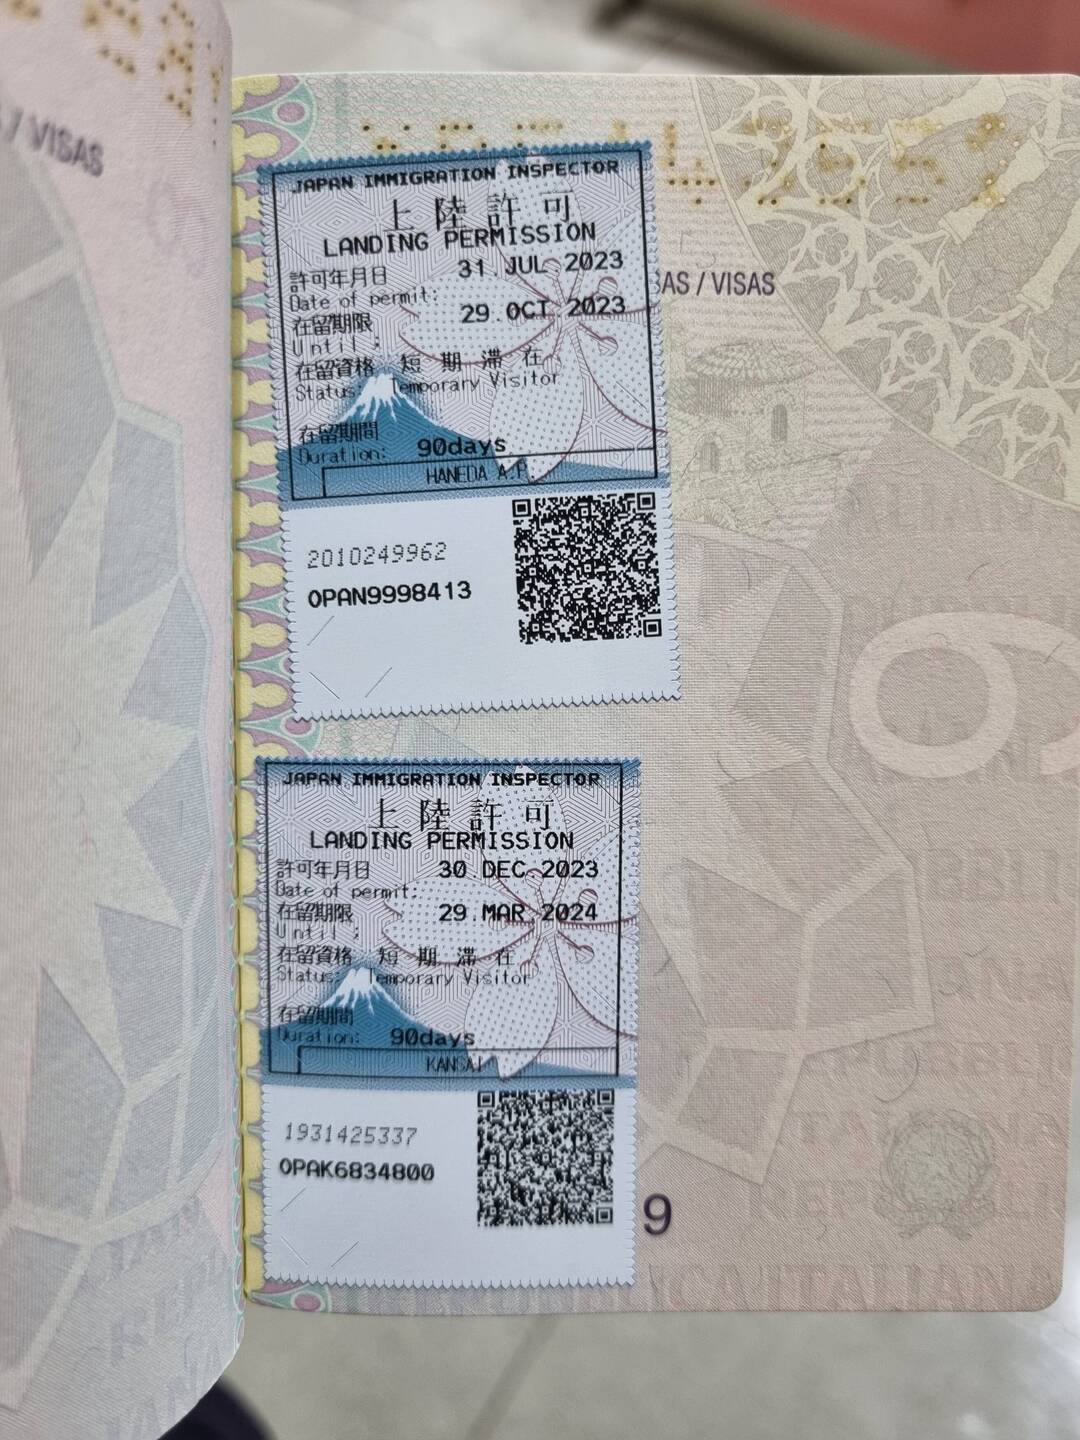 / VISAS
AS / VISAS
JAPAN IMMIGRATION INSPECTOR
上陸許可
LANDING PERMISSION
許可年月日 31.JUL.2023
Date of permit:
在留期限 29.OCT.2023
Until :
在留資格 短期滞在
Status: Temporary Visitor
在留期間
Duration: 90days
HANEDA A.P.
2010249962
OPAN9998413
JAPAN IMMIGRATION INSPECTOR
上陸許可
LANDING PERMISSION
許可年月日 30.DEC.2023
Date of permit:
在留期限 29.MAR.2024
Until :
在留資格 短期滞在
Status: Temporary Visitor
在留期間
Duration: 90days
KANSAI
1931425337
OPAK6834800
9